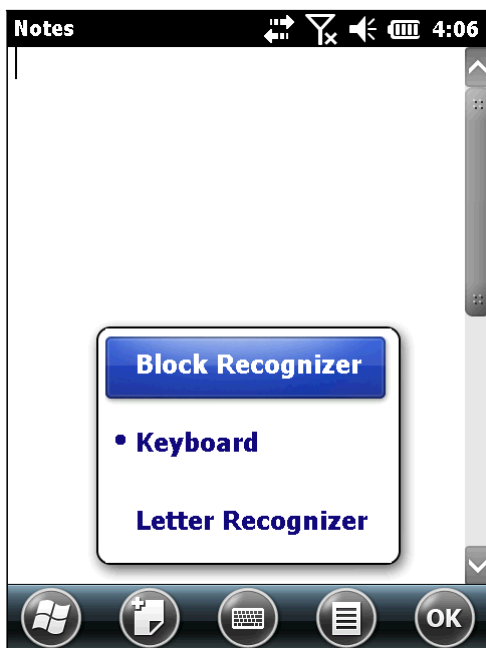 Notes 4:06
Block Recognizer
• Keyboard
Letter Recognizer
OK